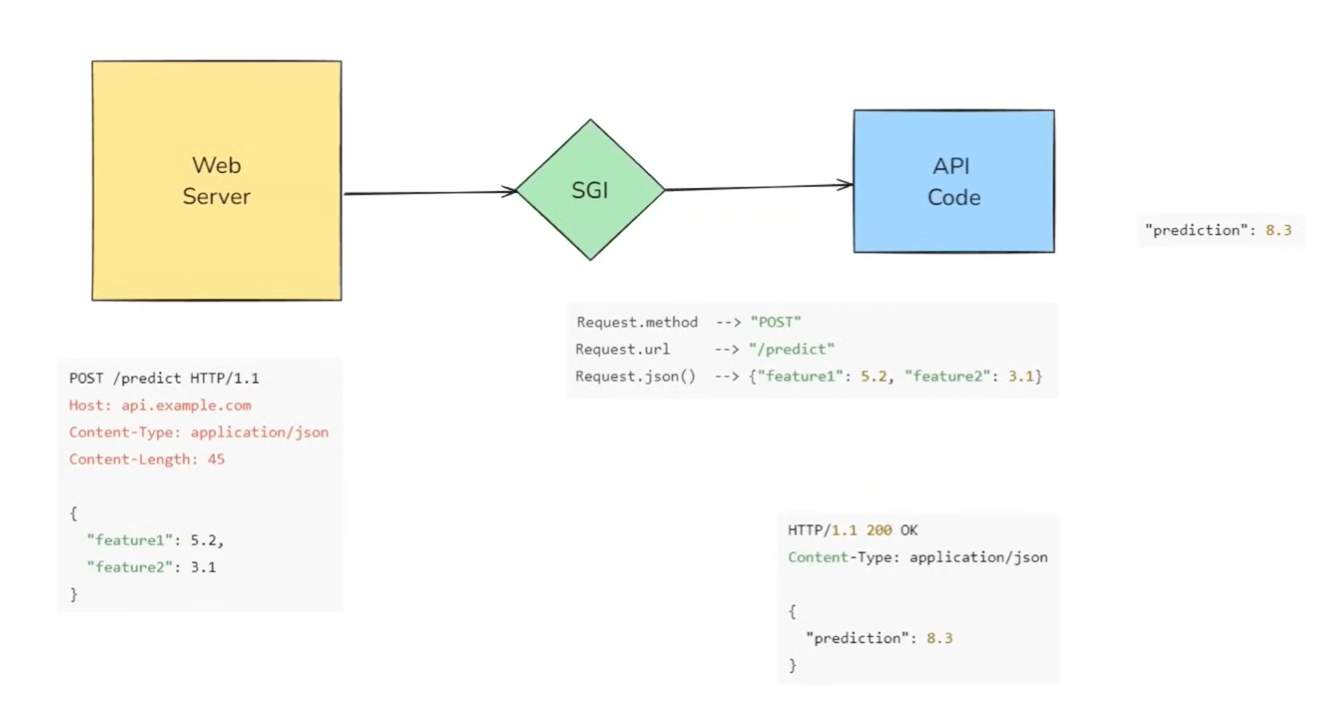 Web
Server
SGI
API
Code
"prediction": 8.3
Request.method --> "POST"
Request.url --> "/predict"
Request.json() --> {"feature1": 5.2, "feature2": 3.1}
POST /predict HTTP/1.1
Host: api.example.com
Content-Type: application/json
Content-Length: 45
{
"feature1": 5.2,
"feature2": 3.1
}
HTTP/1.1 200 OK
Content-Type: application/json
{
"prediction": 8.3
}